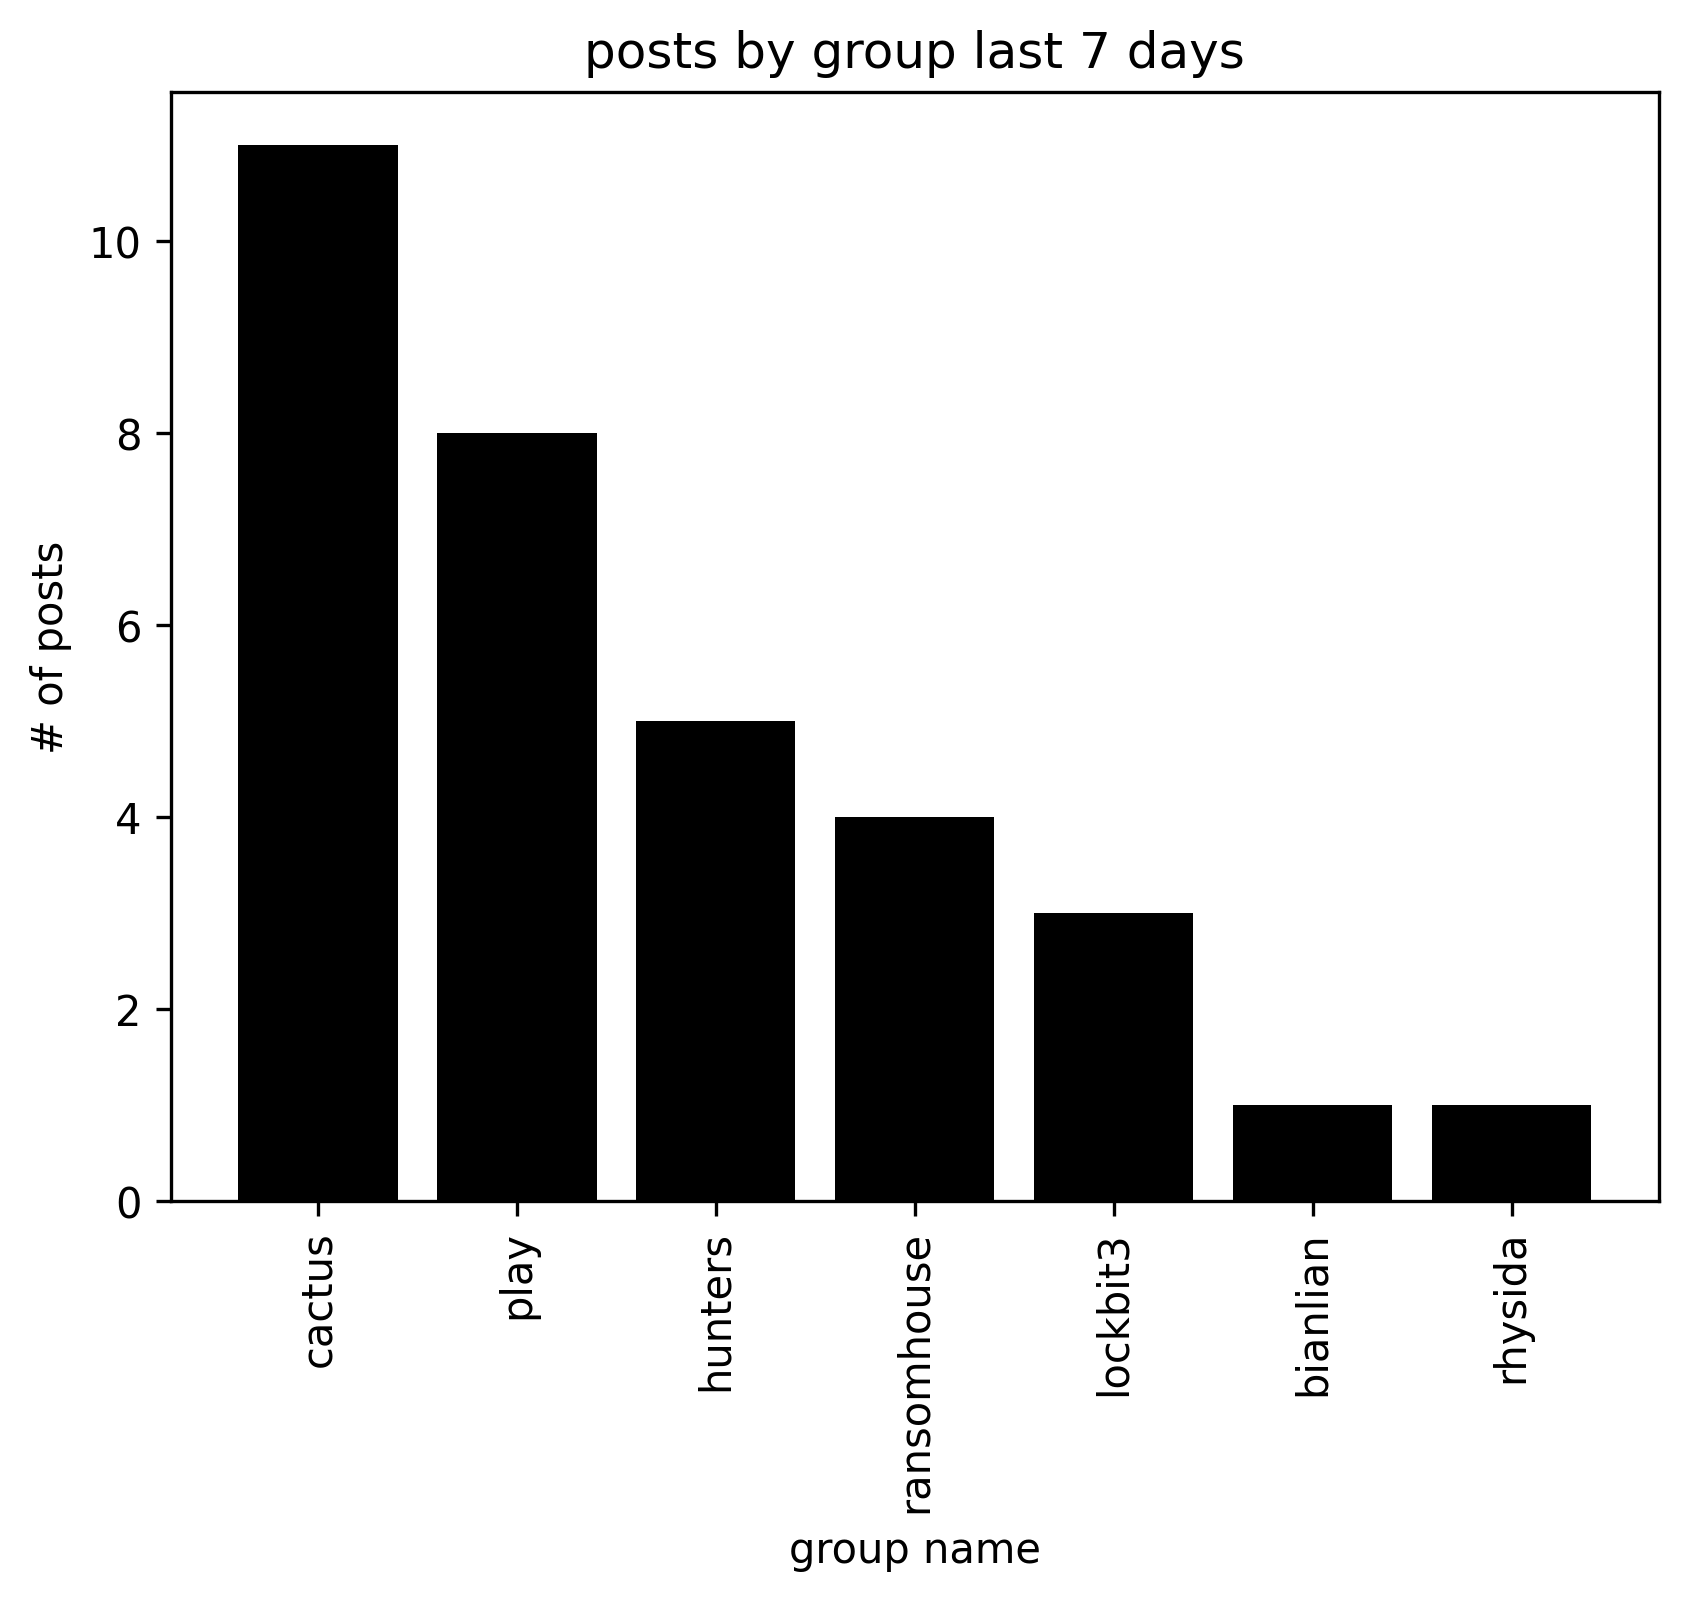 posts by group last 7 days
# of posts
10
8
6
4
2
0
cactus
play
hunters
ransomhouse
lockbit3
bianlian
rhysida
group name